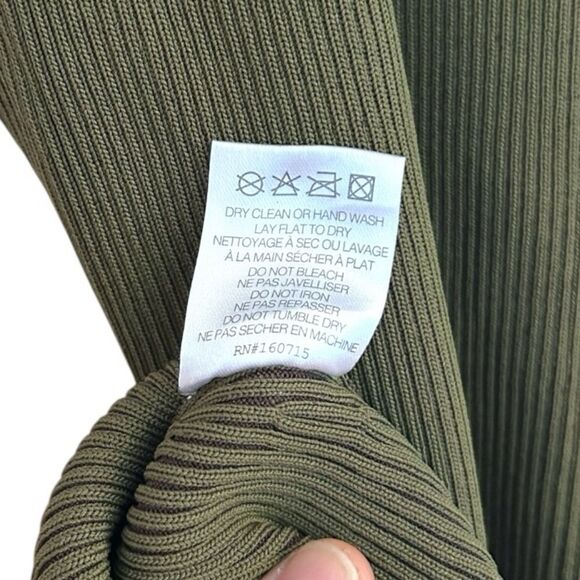 DRY CLEAN OR HAND WASH
LAY FLAT TO DRY
NETTOYAGE À SEC OU LAVAGE
À LA MAIN SÉCHER À PLAT
DO NOT BLEACH
NE PAS JAVELLISER
DO NOT IRON
NE PAS REPASSER
DO NOT TUMBLE DRY
NE PAS SECHER EN MACHINE
RN#160715